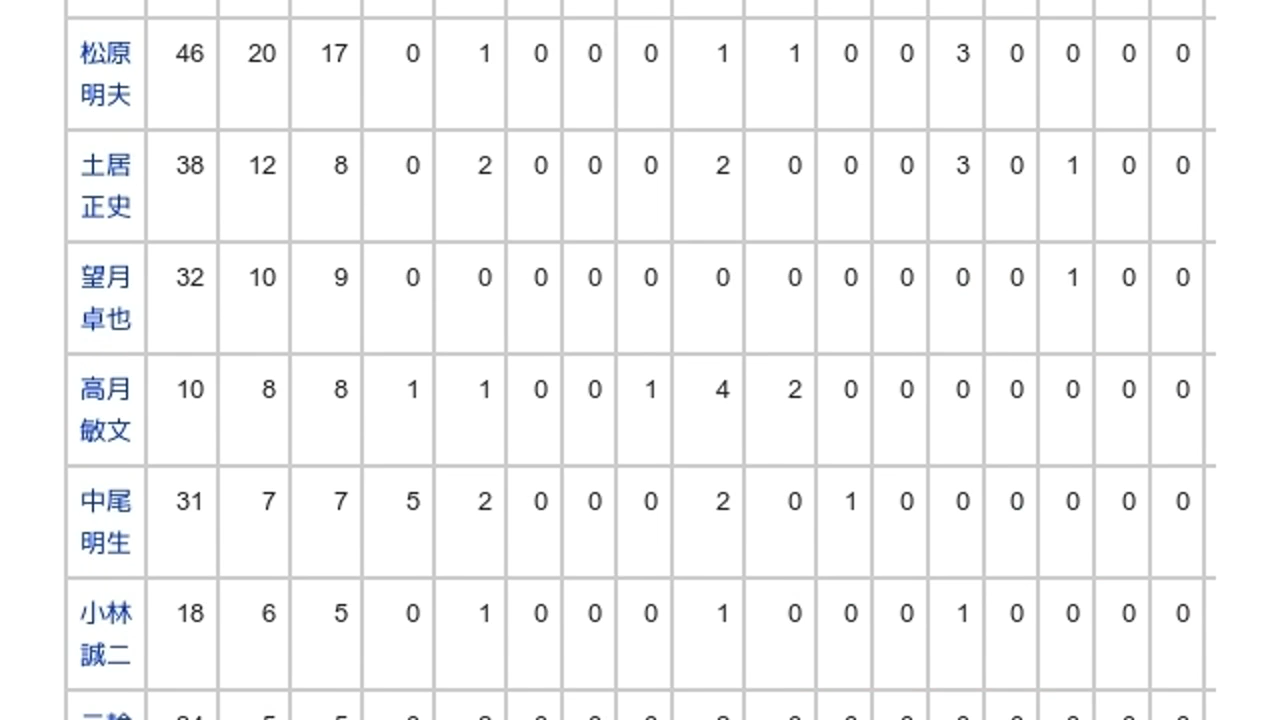 松原 46 20 17 0 1 0 0 0 1 1 0 0 3 0 0 0 0
明夫
土居 38 12 8 0 2 0 0 0 2 0 0 0 3 0 1 0 0
正史
望月 32 10 9 0 0 0 0 0 0 0 0 0 0 0 1 0 0
卓也
高月 10 8 8 1 1 0 0 1 4 2 0 0 0 0 0 0 0
敏文
中尾 31 7 7 5 2 0 0 0 2 0 1 0 0 0 0 0 0
明生
小林 18 6 5 0 1 0 0 0 1 0 0 0 1 0 0 0 0
誠二